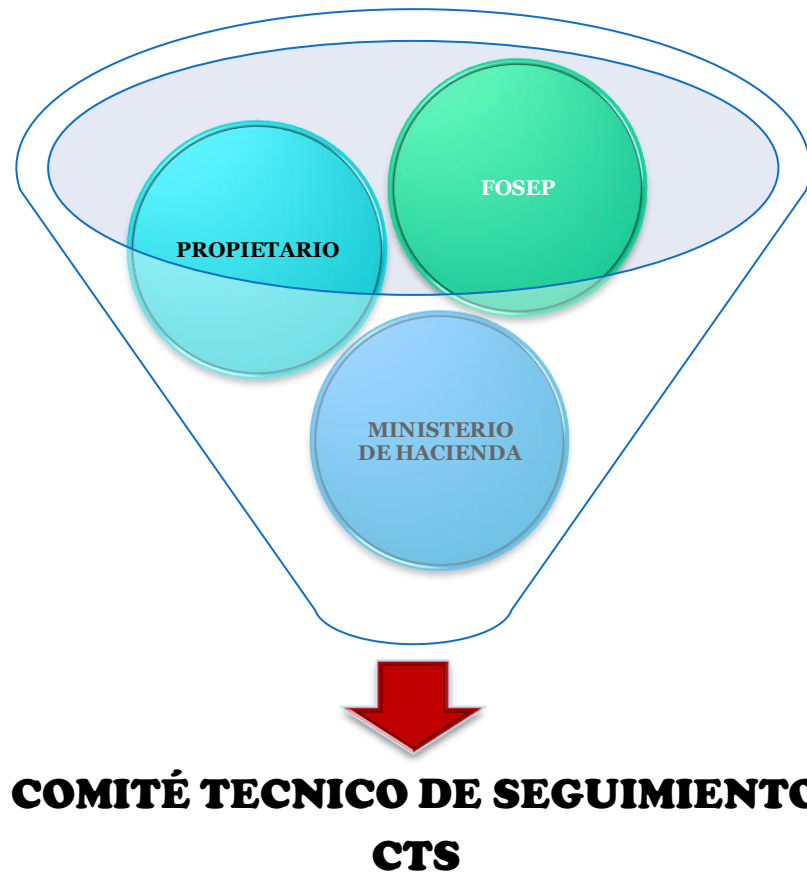 FOSEP
PROPIETARIO
MINISTERIO
DE HACIENDA
COMITÉ TECNICO DE SEGUIMIENTO
CTS